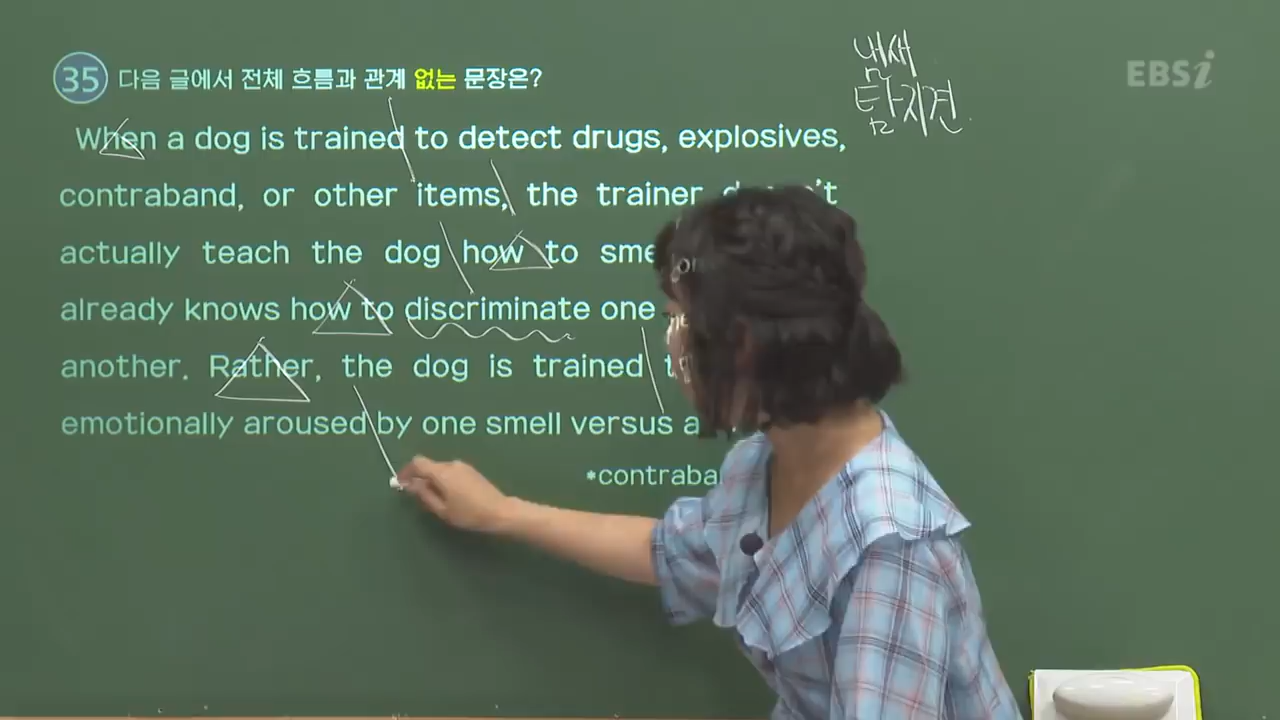 35 다음 글에서 전체 흐름과 관계 없는 문장은?
냄새
탐지견
EBSi
When a dog is trained to detect drugs, explosives,
contraband, or other items, the trainer
actually teach the dog how to
already knows how to discriminate one
another. Rather, the dog is trained
emotionally aroused by one smell versus
*contraba